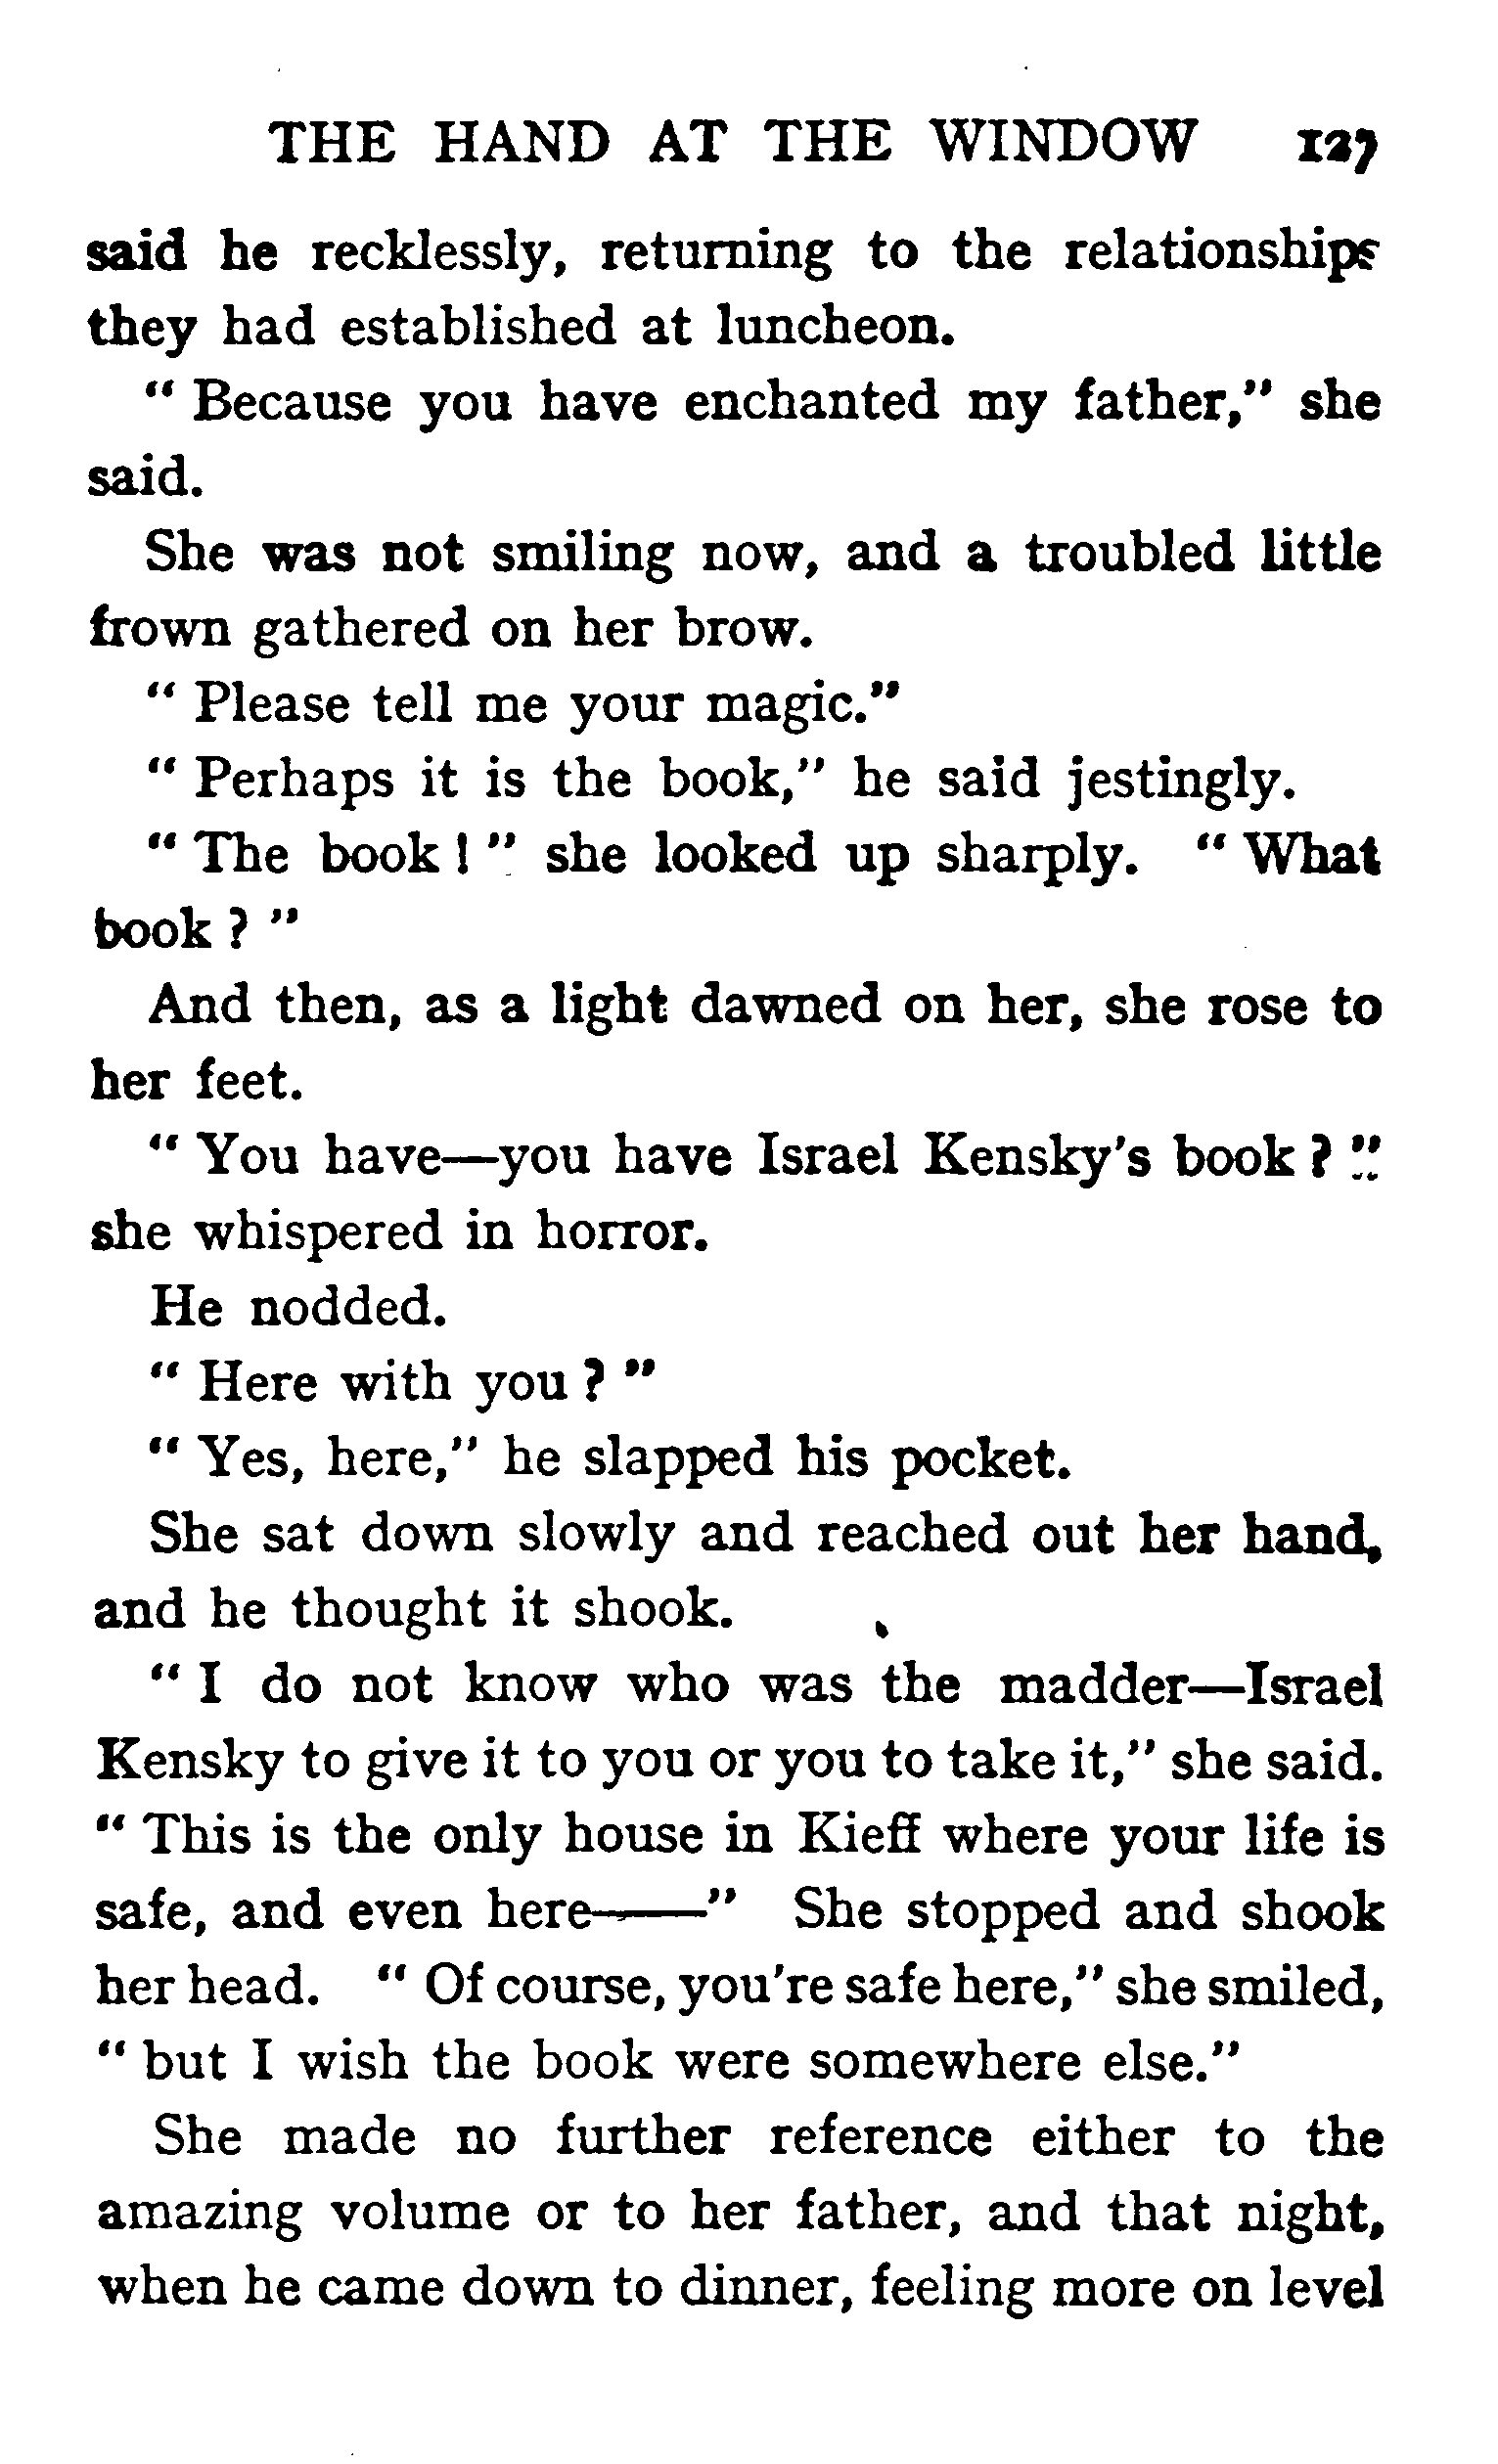 THE HAND AT THE WINDOW 127
said he recklessly, returning to the relationships
they had established at luncheon.
" Because you have enchanted my father," she
said.
She was not smiling now, and a troubled little
frown gathered on her brow.
" Please tell me your magic."
" Perhaps it is the book," he said jestingly.
" The book ! " she looked up sharply. " What
book ? "
And then, as a light dawned on her, she rose to
her feet.
" You have—you have Israel Kensky's book ? "
she whispered in horror.
He nodded.
" Here with you ? "
" Yes, here," he slapped his pocket.
She sat down slowly and reached out her hand,
and he thought it shook.
" I do not know who was the madder—Israel
Kensky to give it to you or you to take it," she said.
" This is the only house in Kieff where your life is
safe, and even here——" She stopped and shook
her head. " Of course, you're safe here," she smiled,
" but I wish the book were somewhere else."
She made no further reference either to the
amazing volume or to her father, and that night,
when he came down to dinner, feeling more on level